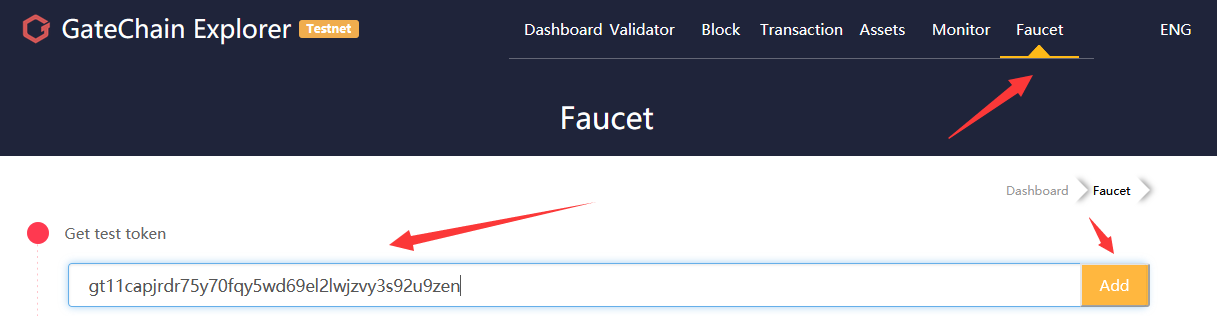 GateChain Explorer Testnet
Dashboard Validator Block Transaction Assets Monitor Faucet ENG
Faucet
Dashboard Faucet
Get test token
gt11capjrdr75y70fqy5wd69el2lwjzvy3s92u9zen Add